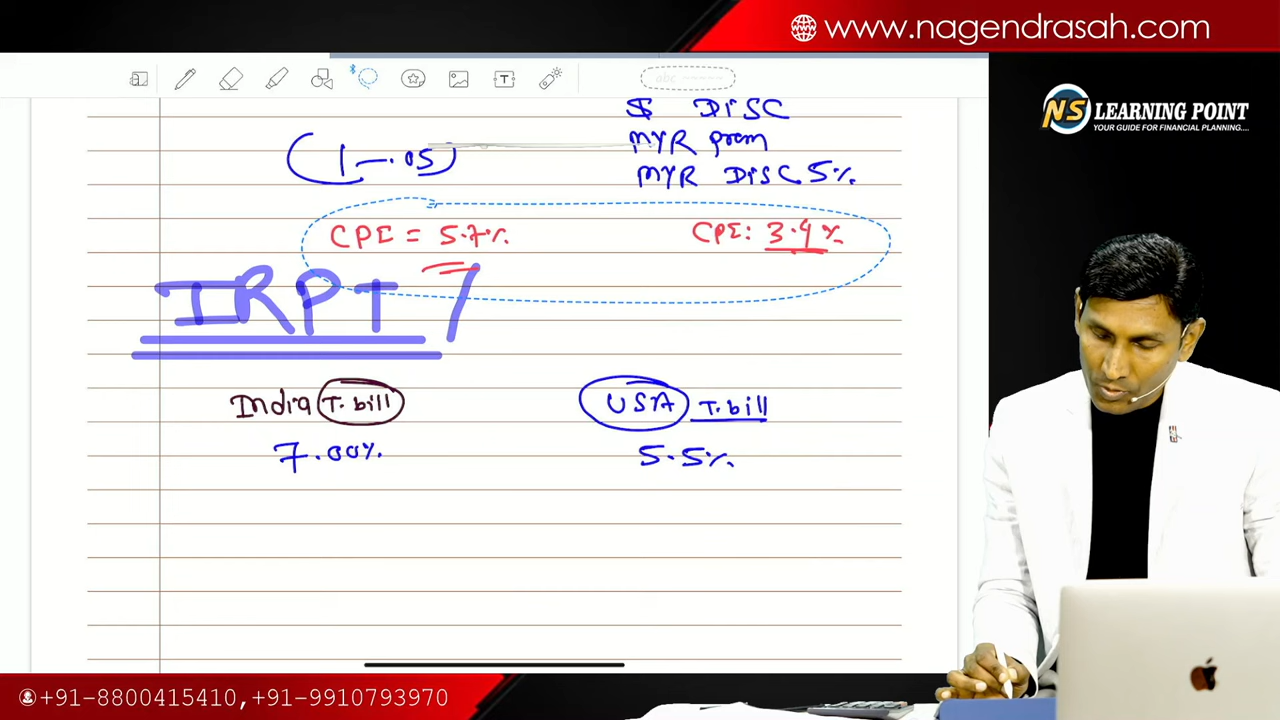 www.nagendrasah.com
NS LEARNING POINT
YOUR GUIDE FOR FINANCIAL PLANNING....
$ DISC
MYR prem
MYR DISC 5%
(1-.05)
CPI = 5.7%
CPI: 3.4%
IRPT
India T. bill
USA T. bill
7.00%
5.5%
+91-8800415410,+91-9910793970